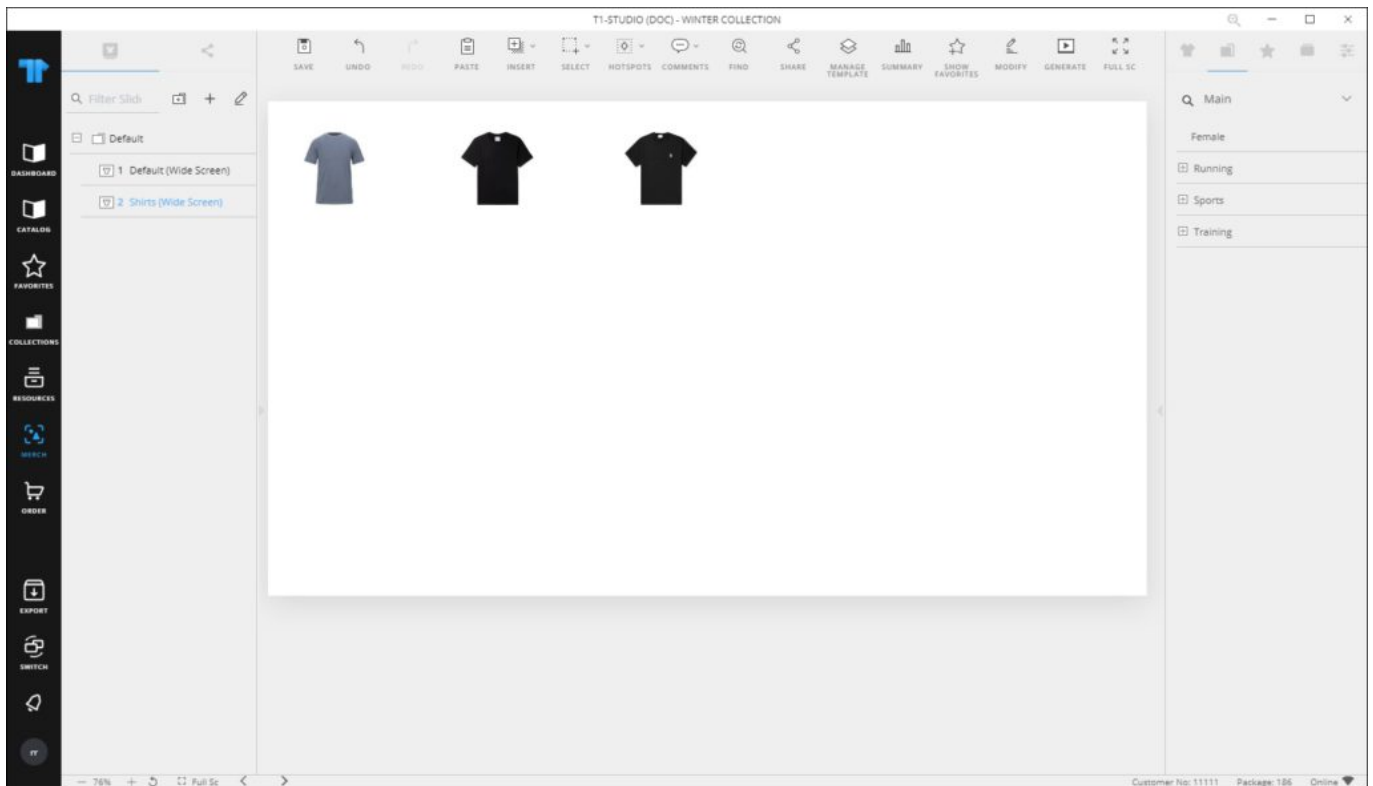 T1-STUDIO (DOC) - WINTER COLLECTION
SAVE UNDO REDO PASTE INSERT SELECT HOTSPOTS COMMENTS FIND SHARE MANAGE TEMPLATE SUMMARY SHOW FAVORITES MODIFY GENERATE FULL SC
Filter Slid
Main
Default
Female
1 Default (Wide Screen)
Running
2 Shirts (Wide Screen)
Sports
Training
DASHBOARD
CATALOG
FAVORITES
COLLECTIONS
RESOURCES
MERCH
ORDER
EXPORT
SWITCH
76% Full Sc
Customer No: 11111 Package: 186 Online